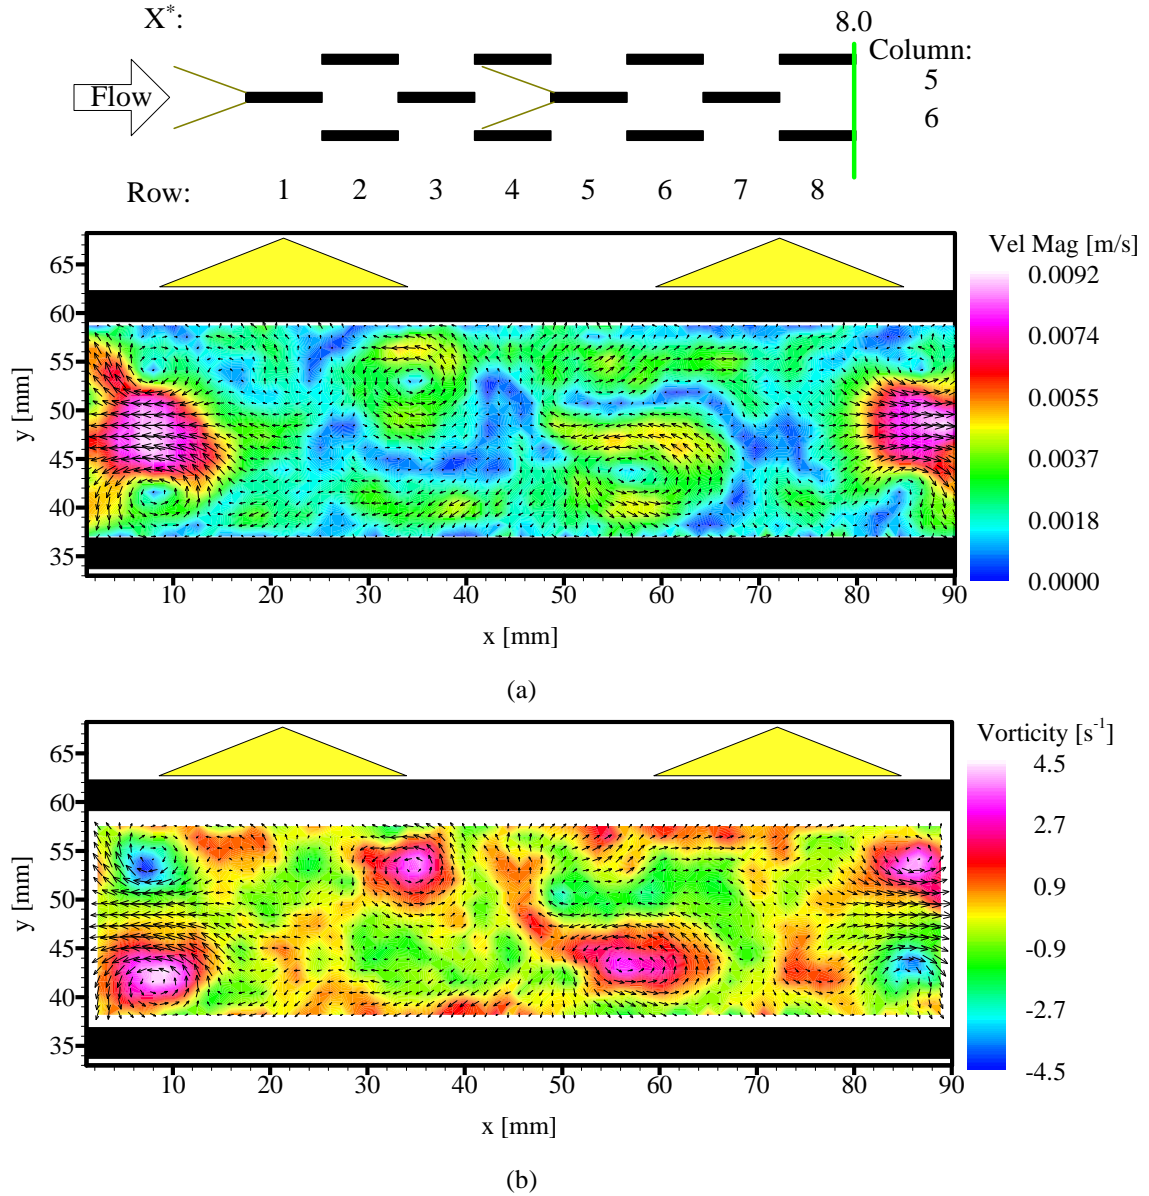 X*:
8.0
Column:
5
6
Flow
Row: 1 2 3 4 5 6 7 8
Vel Mag [m/s]
0.0092
0.0074
0.0055
0.0037
0.0018
0.0000
y [mm]
65
60
55
50
45
40
35
10 20 30 40 50 60 70 80 90
x [mm]
(a)
Vorticity [s-1]
4.5
2.7
0.9
-0.9
-2.7
-4.5
y [mm]
65
60
55
50
45
40
35
10 20 30 40 50 60 70 80 90
x [mm]
(b)